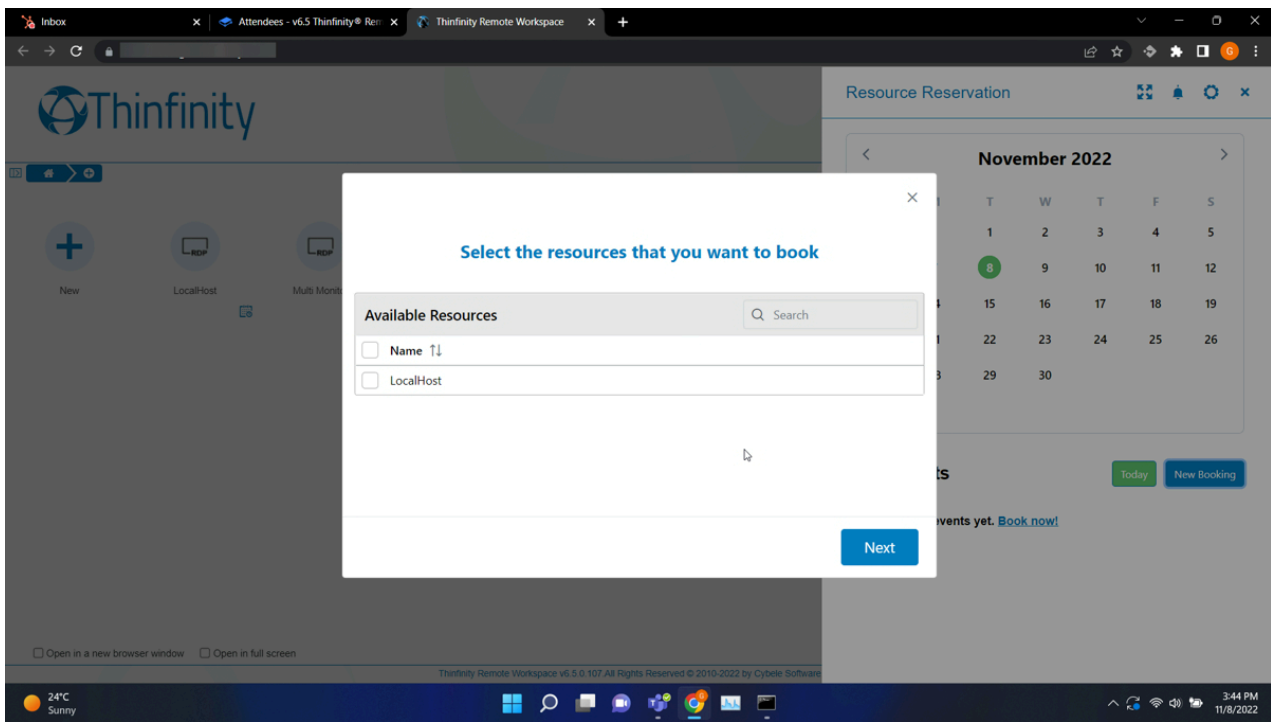 Inbox
Attendees - v6.5 Thinfinity® Rem
Thinfinity Remote Workspace
G
Thinfinity
Resource Reservation
November 2022
T W T F S
1 2 3 4 5
8 9 10 11 12
15 16 17 18 19
22 23 24 25 26
29 30
Select the resources that you want to book
Available Resources
Search
Name
LocalHost
Next
New
RDP
LocalHost
RDP
Multi Monit
ts
Today
New Booking
events yet. Book now!
Open in a new browser window
Open in full screen
Thinfinity Remote Workspace v6.5.0.107 All Rights Reserved © 2010-2022 by Cybele Software
24°C
Sunny
3:44 PM
11/8/2022